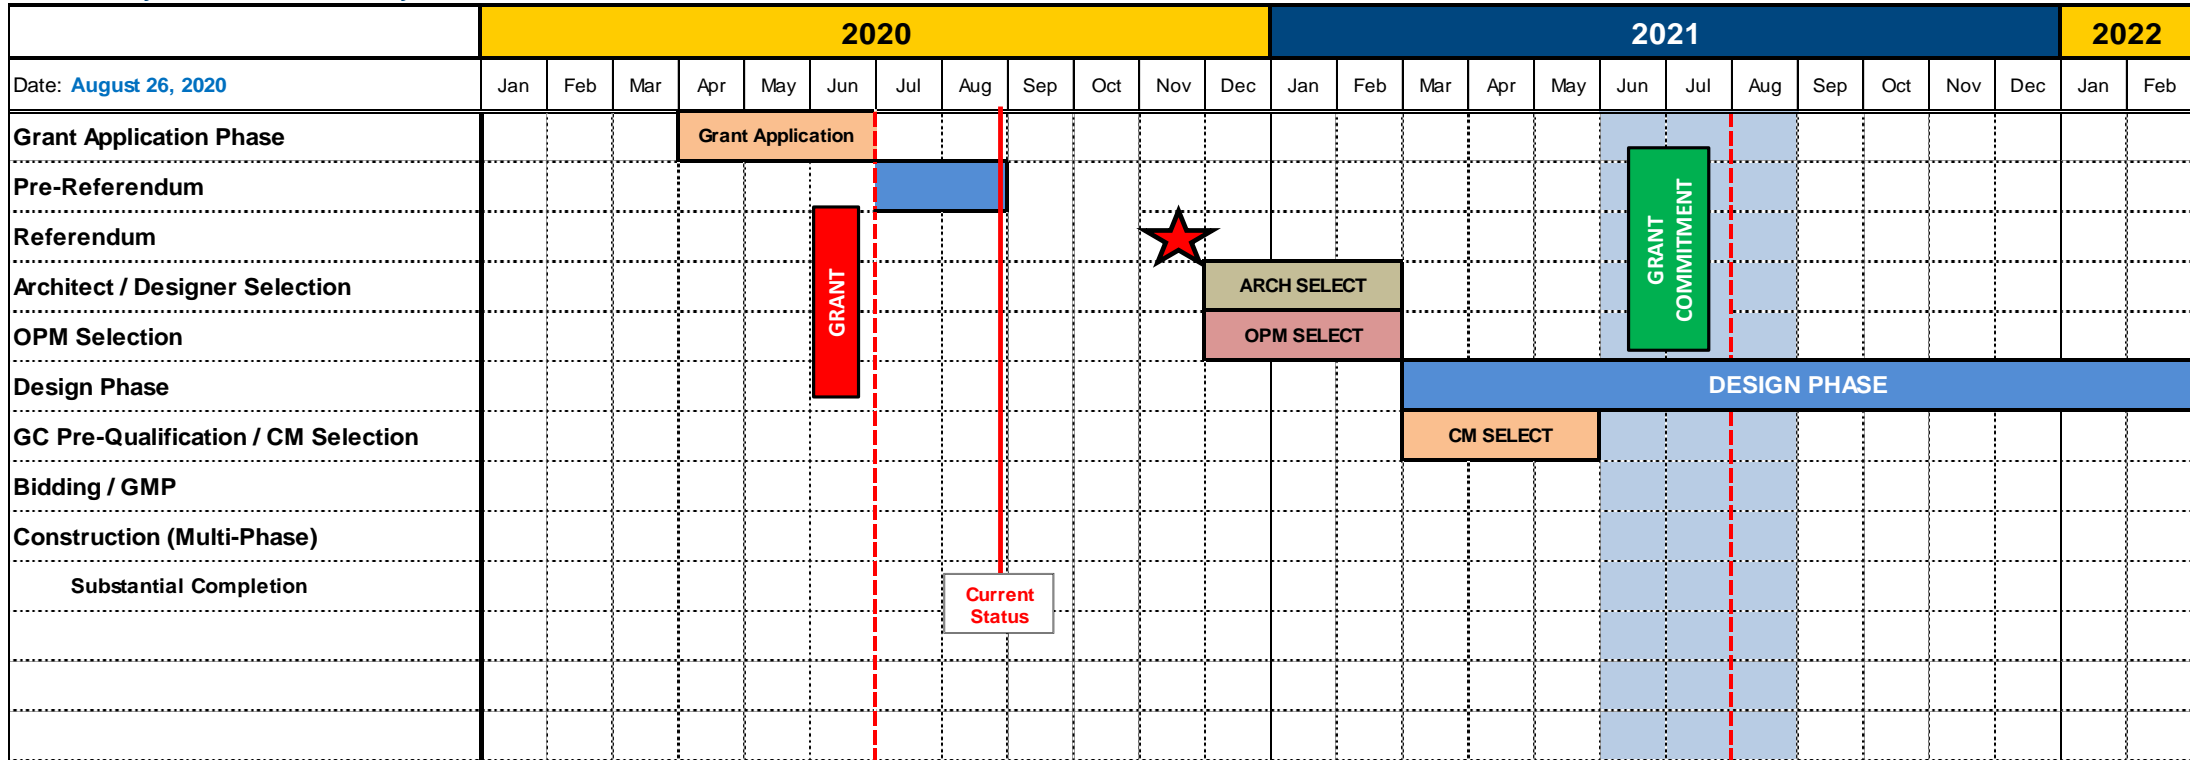 2020 2021 2022
Date: August 26, 2020 Jan Feb Mar Apr May Jun Jul Aug Sep Oct Nov Dec Jan Feb Mar Apr May Jun Jul Aug Sep Oct Nov Dec Jan Feb
Grant Application Phase Grant Application
Pre-Referendum
Referendum
Architect / Designer Selection ARCH SELECT
OPM Selection OPM SELECT
GRANT
GRANT
COMMITMENT
Design Phase DESIGN PHASE
GC Pre-Qualification / CM Selection CM SELECT
Bidding / GMP
Construction (Multi-Phase)
Substantial Completion
Current
Status